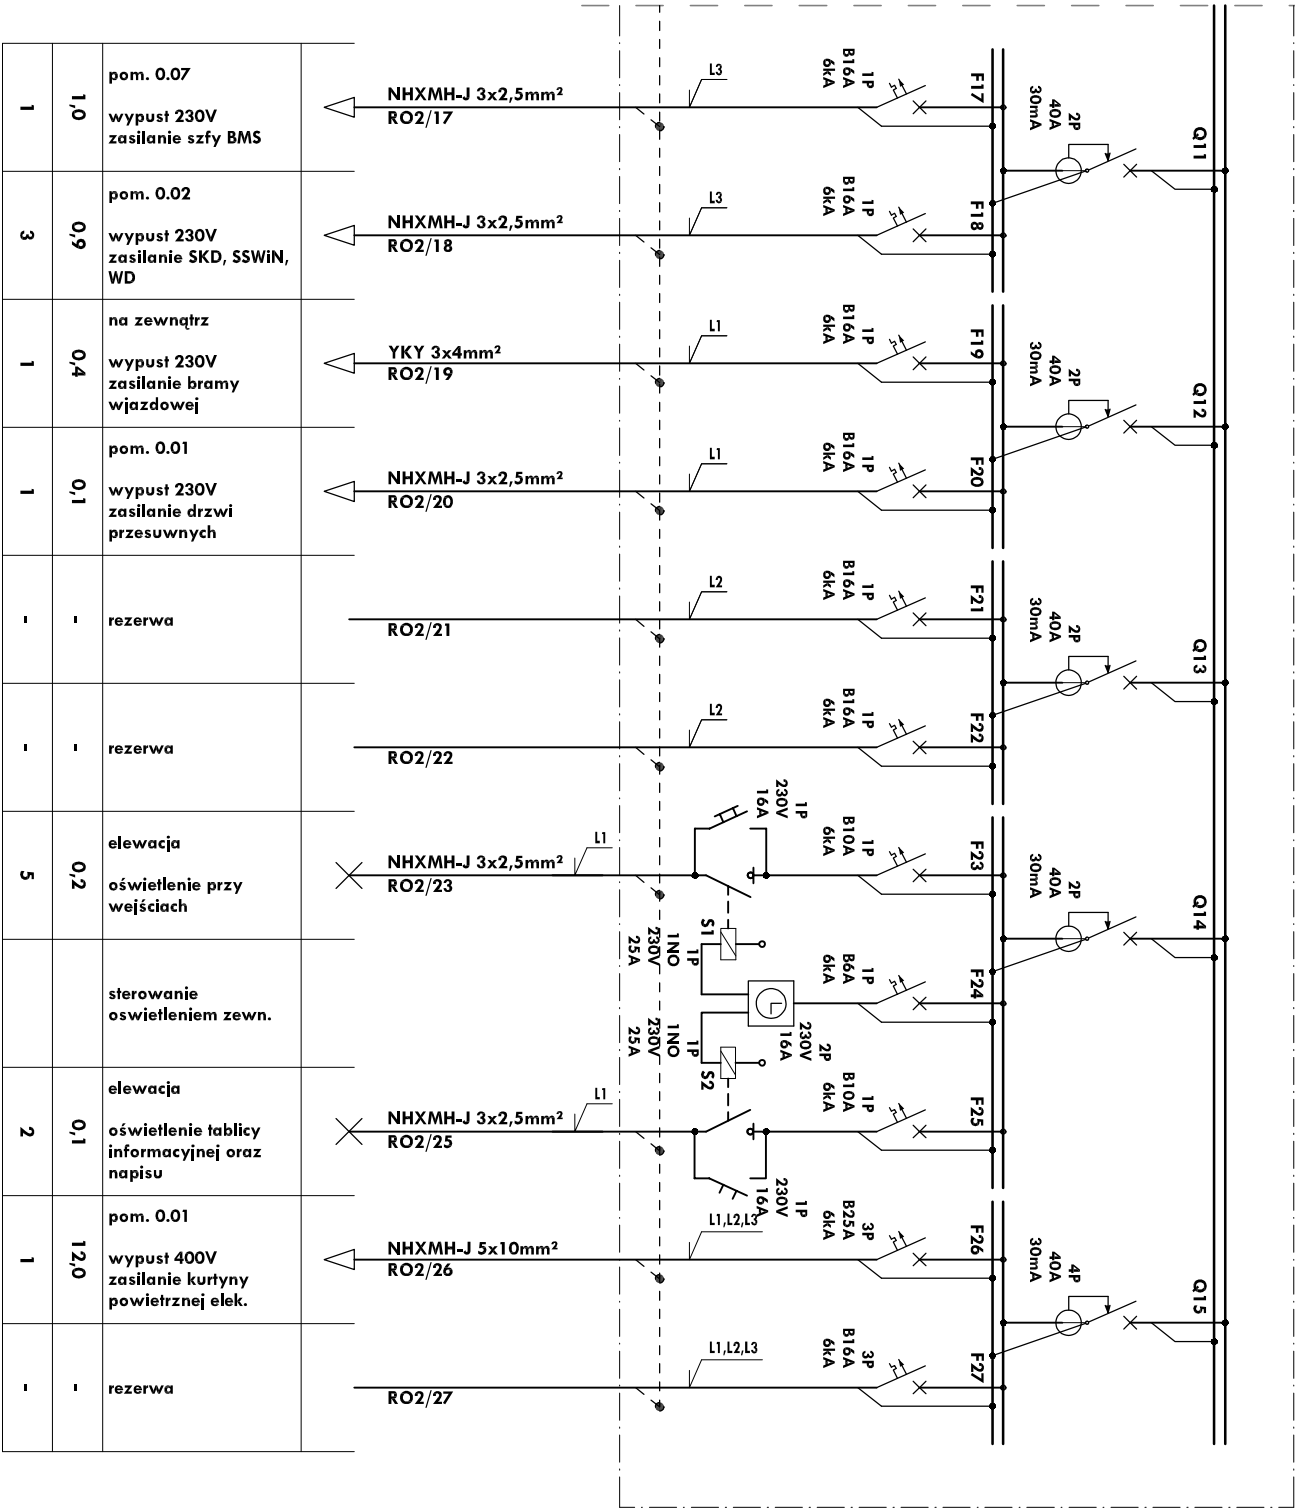 1
1,0
pom. 0.07
wypust 230V
zasilanie szfy BMS
NHXMH-J 3x2,5mm²
RO2/17
L3
1P
B16A
6kA
F17
2P
40A
30mA
Q11
3
0,9
pom. 0.02
wypust 230V
zasilanie SKD, SSWiN,
WD
NHXMH-J 3x2,5mm²
RO2/18
L3
1P
B16A
6kA
F18
1
0,4
na zewnątrz
wypust 230V
zasilanie bramy
wjazdowej
YKY 3x4mm²
RO2/19
L1
1P
B16A
6kA
F19
2P
40A
30mA
Q12
1
0,1
pom. 0.01
wypust 230V
zasilanie drzwi
przesuwnych
NHXMH-J 3x2,5mm²
RO2/20
L1
1P
B16A
6kA
F20
-
-
rezerwa
RO2/21
L2
1P
B16A
6kA
F21
2P
40A
30mA
Q13
-
-
rezerwa
RO2/22
L2
1P
B16A
6kA
F22
5
0,2
elewacja
oświetlenie przy
wejściach
NHXMH-J 3x2,5mm²
RO2/23
L1
1P
230V
16A
1P
B10A
6kA
F23
2P
40A
30mA
Q14
sterowanie
oswietleniem zewn.
S1
1P
1NO
230V
25A
1P
B6A
6kA
F24
2P
230V
16A
S2
1P
1NO
230V
25A
2
0,1
elewacja
oświetlenie tablicy
informacyjnej oraz
napisu
NHXMH-J 3x2,5mm²
RO2/25
L1
1P
230V
16A
1P
B10A
6kA
F25
1
12,0
pom. 0.01
wypust 400V
zasilanie kurtyny
powietrznej elek.
NHXMH-J 5x10mm²
RO2/26
L1,L2,L3
3P
B25A
6kA
F26
4P
40A
30mA
Q15
-
-
rezerwa
RO2/27
L1,L2,L3
3P
B16A
6kA
F27